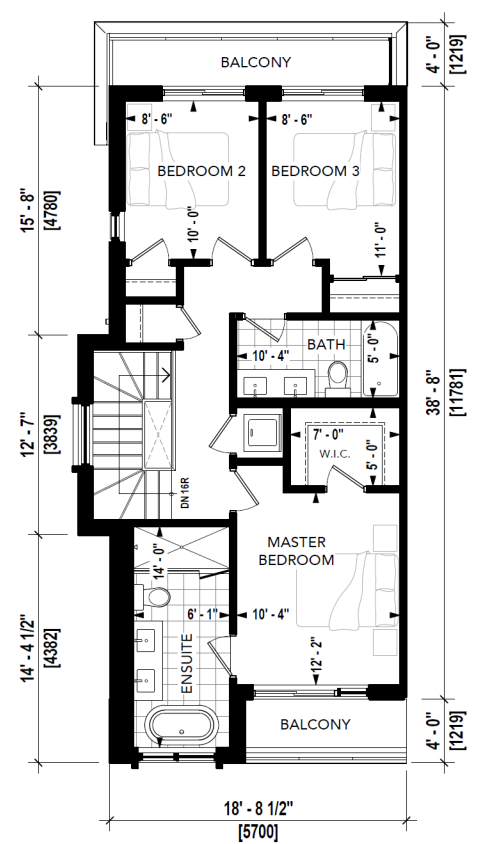 BALCONY
4' - 0"
[1219]
8' - 6"
8' - 6"
BEDROOM 2
BEDROOM 3
15' - 8"
[4780]
10' - 0"
11' - 0"
BATH
10' - 4"
5' - 0"
38' - 8"
[11781]
12' - 7"
[3839]
7' - 0"
W.I.C.
5' - 0"
DN 16R
MASTER
BEDROOM
14' - 0"
6' - 1"
10' - 4"
12' - 2"
ENSUITE
14' - 4 1/2"
[4382]
BALCONY
4' - 0"
[1219]
18' - 8 1/2"
[5700]